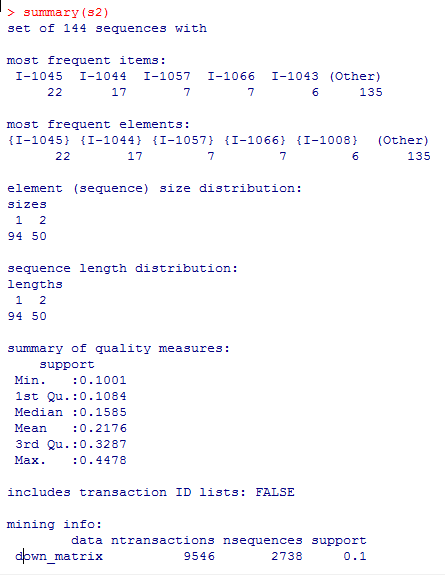 > summary(s2)
set of 144 sequences with
most frequent items:
I-1045 I-1044 I-1057 I-1066 I-1043 (Other)
22 17 7 7 6 135
most frequent elements:
{I-1045} {I-1044} {I-1057} {I-1066} {I-1008} (Other)
22 17 7 7 6 135
element (sequence) size distribution:
sizes
1 2
94 50
sequence length distribution:
lengths
1 2
94 50
summary of quality measures:
support
Min. :0.1001
1st Qu.:0.1084
Median :0.1585
Mean :0.2176
3rd Qu.:0.3287
Max. :0.4478
includes transaction ID lists: FALSE
mining info:
data ntransactions nsequences support
down_matrix 9546 2738 0.1